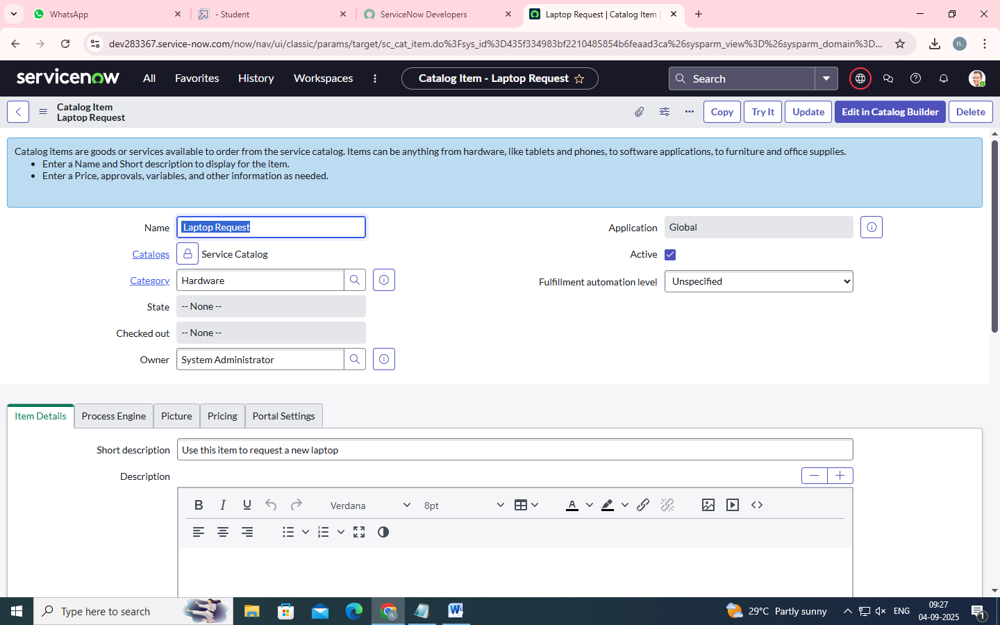 WhatsApp
- Student
ServiceNow Developers
Laptop Request | Catalog Item |
dev283367.service-now.com/now/nav/ui/classic/params/target/sc_cat_item.do%3Fsys_id%3D435f334983bf2210485854b6feaad3ca%26sysparm_view%3D%26sysparm_domain%3D...
n.
servicenow
All
Favorites
History
Workspaces
Catalog Item - Laptop Request
Search
Catalog Item
Laptop Request
Copy
Try It
Update
Edit in Catalog Builder
Delete
Catalog items are goods or services available to order from the service catalog. Items can be anything from hardware, like tablets and phones, to software applications, to furniture and office supplies.
• Enter a Name and Short description to display for the item.
• Enter a Price, approvals, variables, and other information as needed.
Name
Laptop Request
Application
Global
Catalogs
Service Catalog
Active
Category
Hardware
Fulfillment automation level
Unspecified
State
-- None --
Checked out
-- None --
Owner
System Administrator
Item Details
Process Engine
Picture
Pricing
Portal Settings
Short description
Use this item to request a new laptop
Description
B I U
Verdana
8pt
A
Type here to search
n.
W
29°C Partly sunny
ENG
09:27
04-09-2025
1